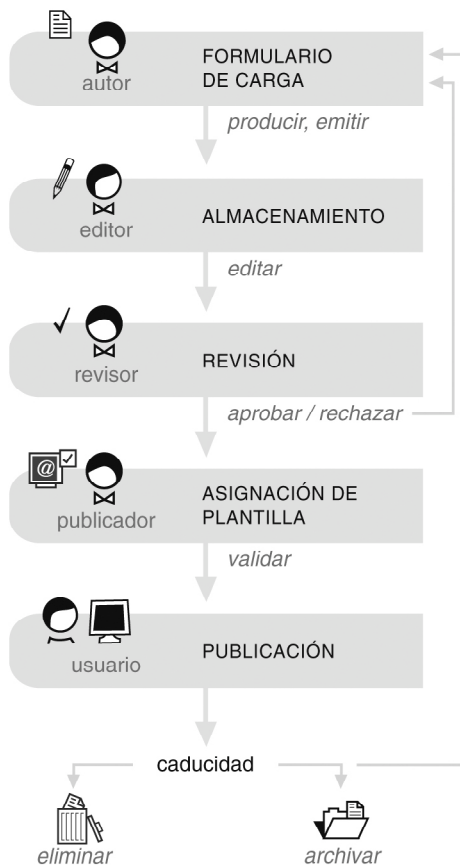 autor
FORMULARIO
DE CARGA
producir, emitir
editor
ALMACENAMIENTO
editar
revisor
REVISIÓN
aprobar / rechazar
@
publicador
ASIGNACIÓN DE
PLANTILLA
validar
usuario
PUBLICACIÓN
caducidad
eliminar
archivar